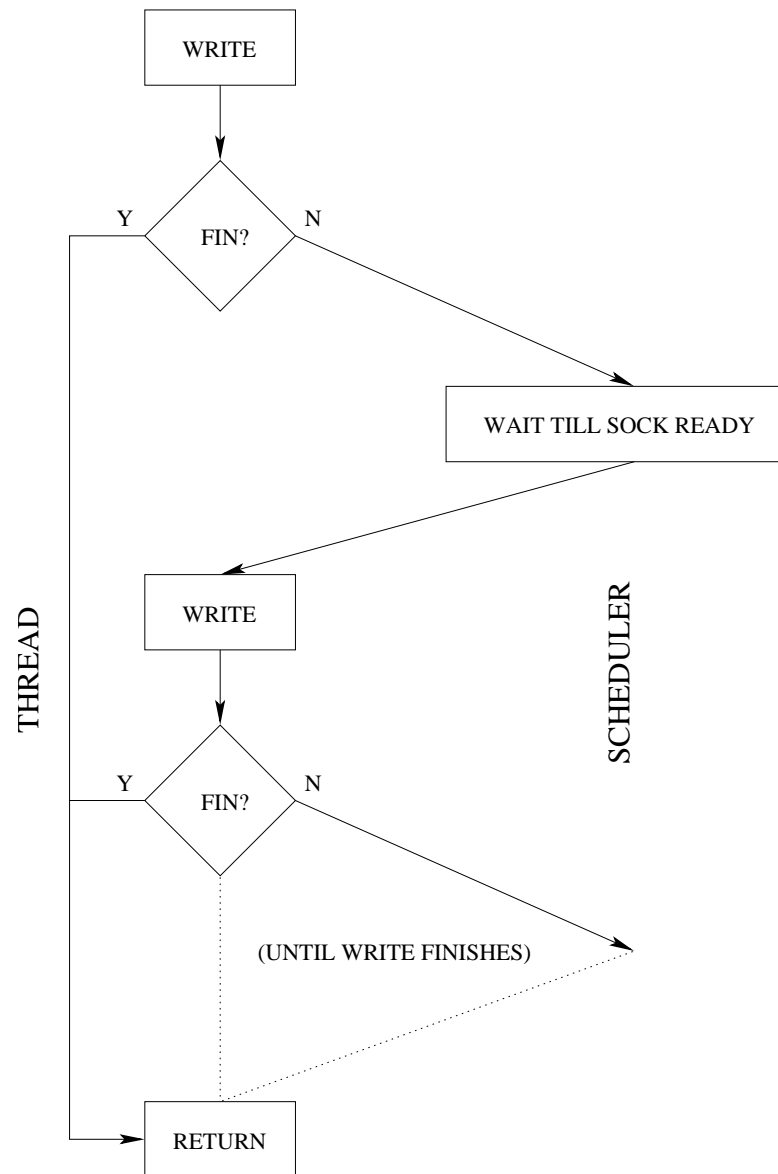 WRITE
Y
N
FIN?
WAIT TILL SOCK READY
WRITE
THREAD
SCHEDULER
Y
N
FIN?
(UNTIL WRITE FINISHES)
RETURN